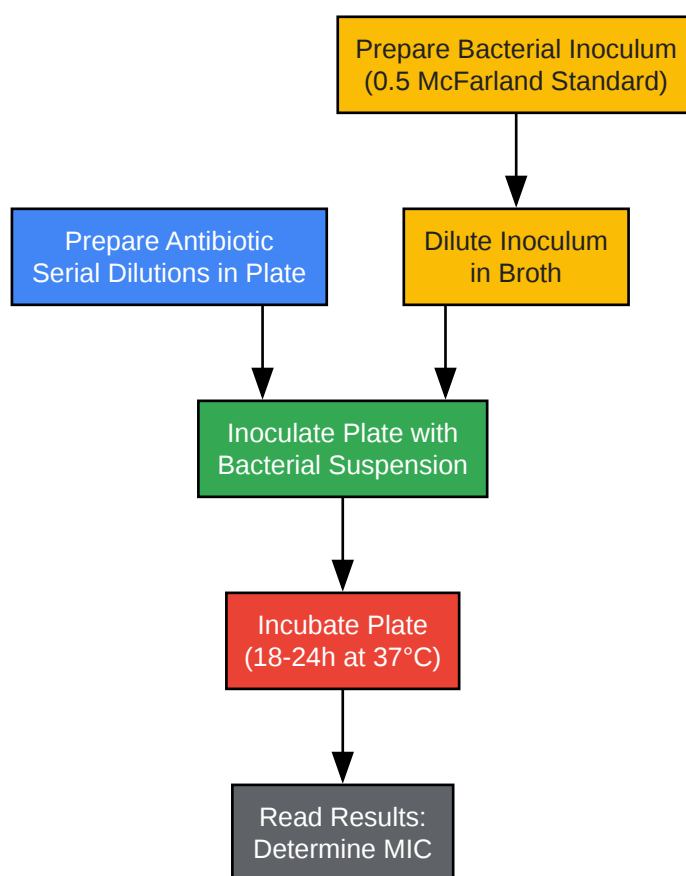 Prepare Bacterial Inoculum
(0.5 McFarland Standard)
Prepare Antibiotic
Serial Dilutions in Plate
Dilute Inoculum
in Broth
Inoculate Plate with
Bacterial Suspension
Incubate Plate
(18-24h at 37°C)
Read Results:
Determine MIC